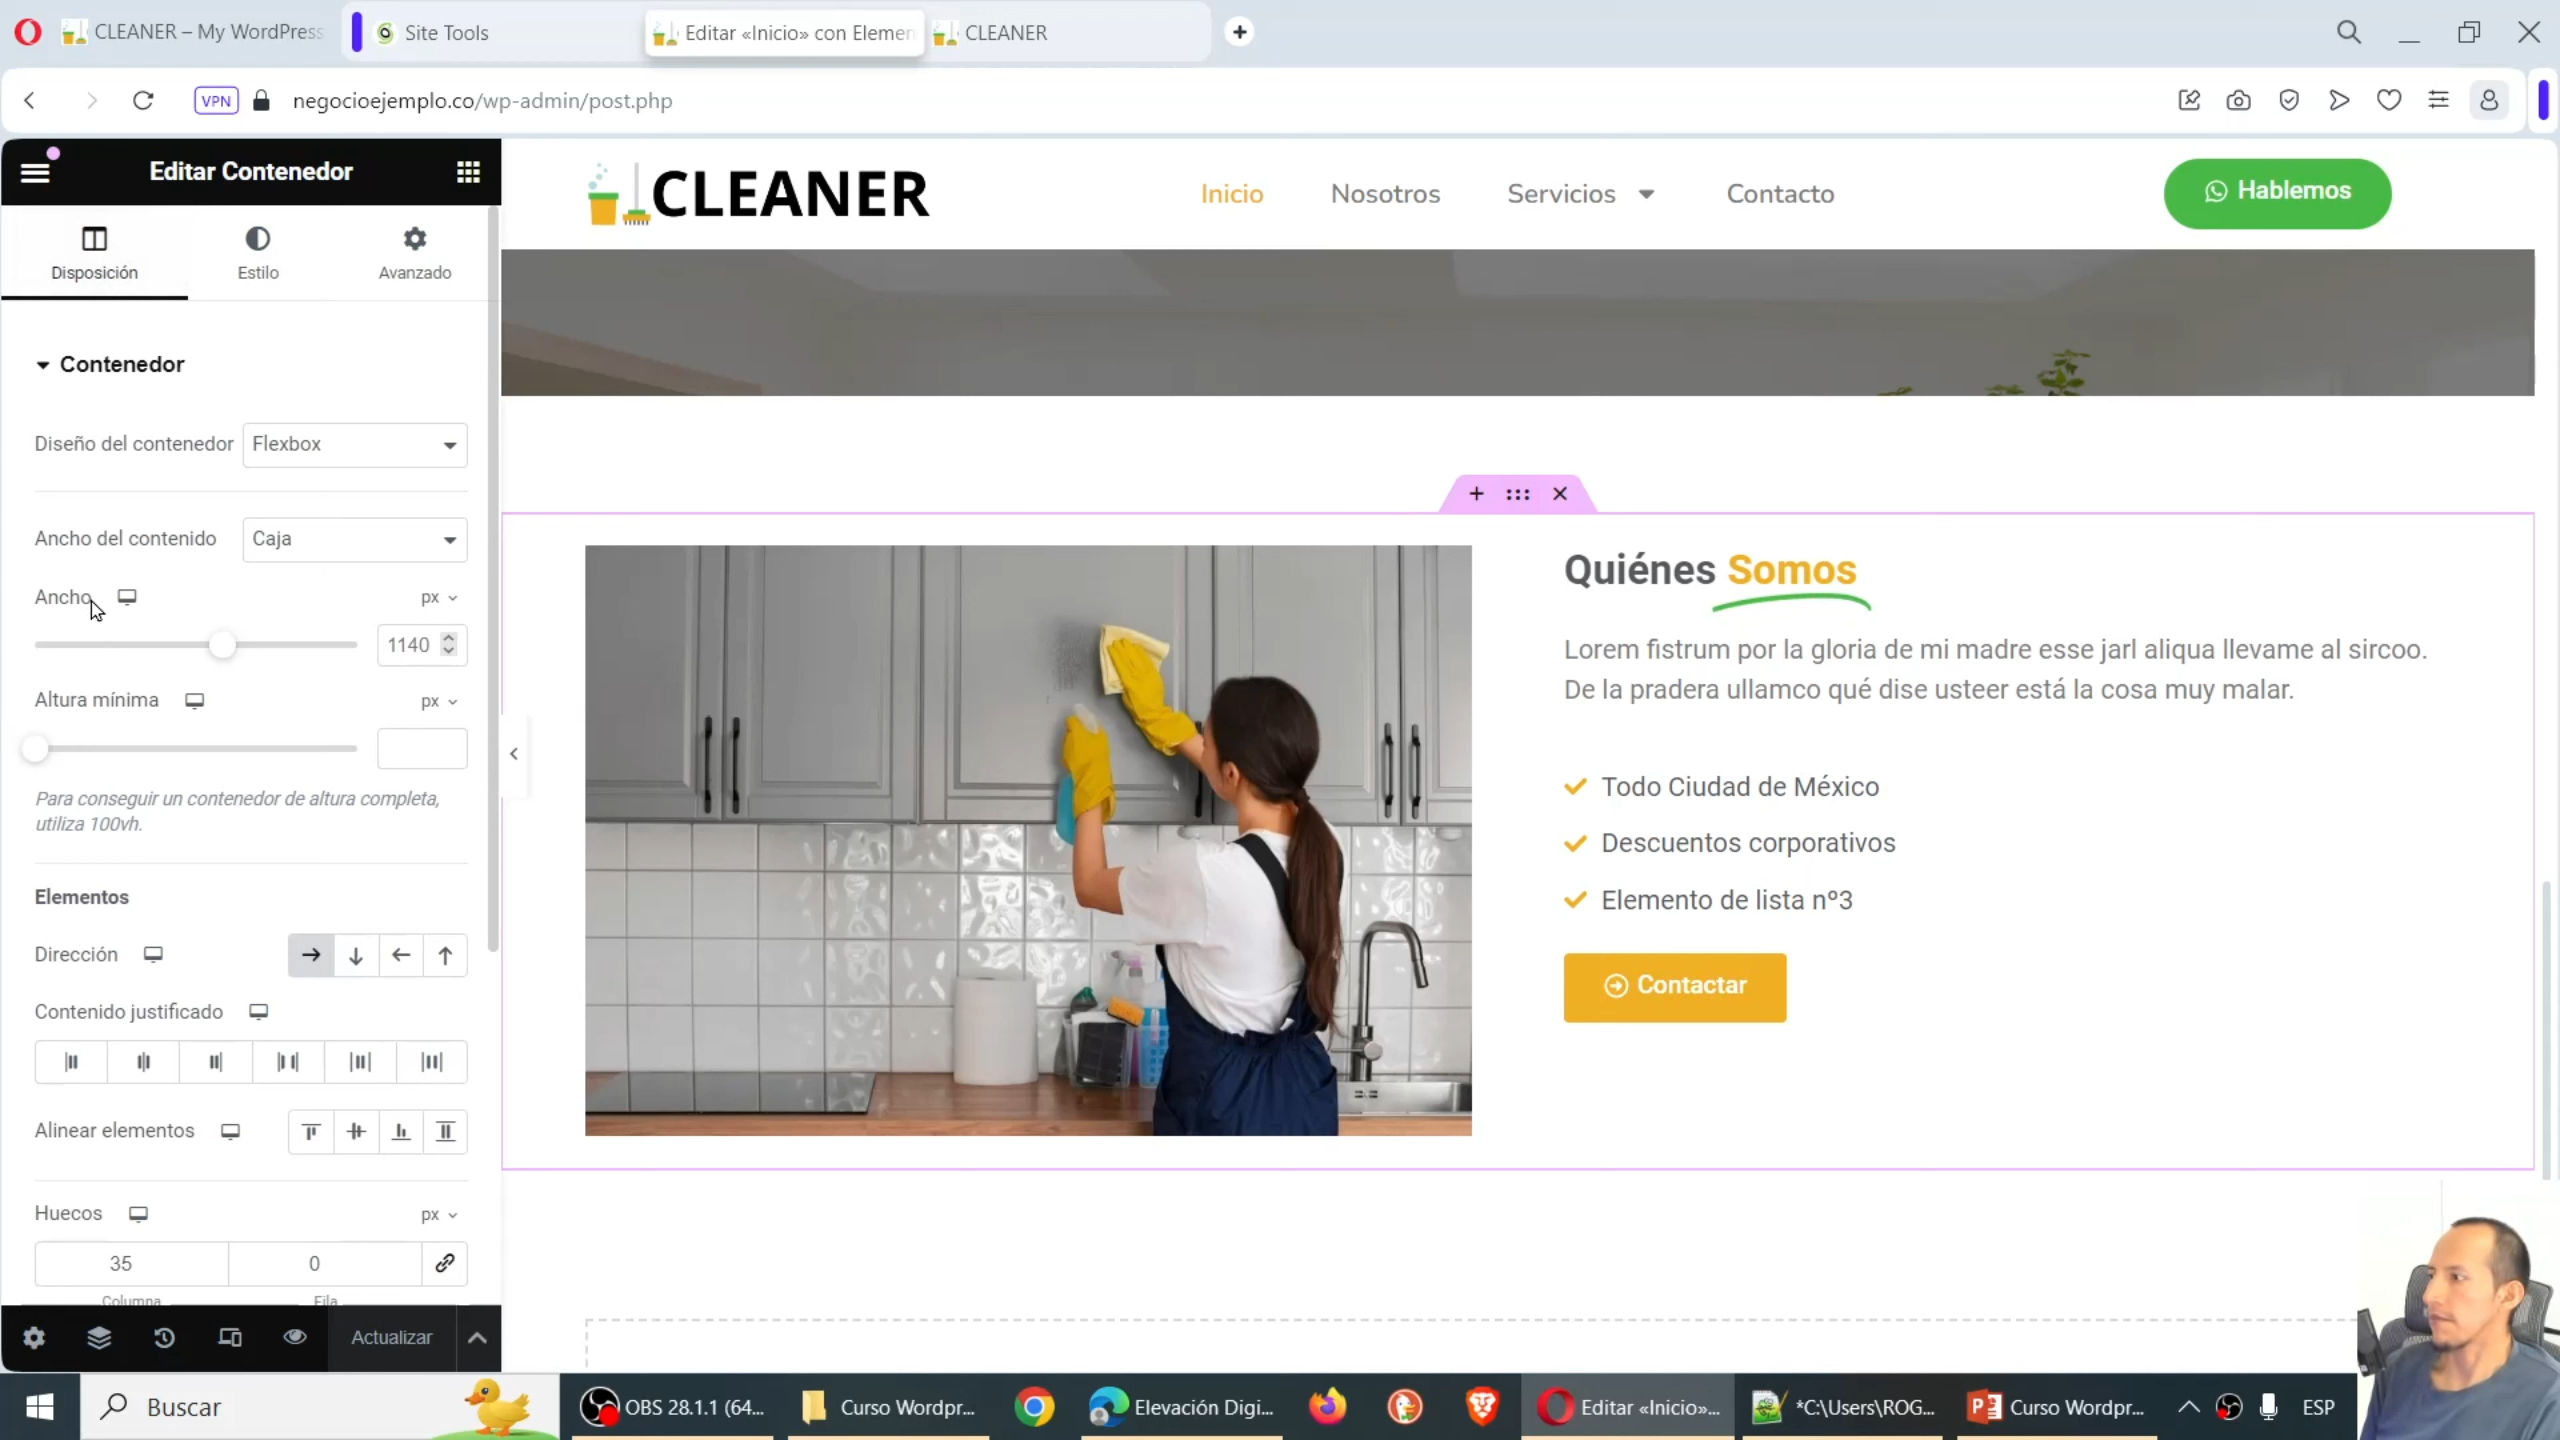 CLEANER – My WordPress
Site Tools
Editar «Inicio» con Elemen
CLEANER
VPN
negocioejemplo.co/wp-admin/post.php
Editar Contenedor
Disposición
Estilo
Avanzado
Contenedor
Diseño del contenedor
Flexbox
Ancho del contenido
Caja
Ancho
px
1140
Altura mínima
px
Para conseguir un contenedor de altura completa,
utiliza 100vh.
Elementos
Dirección
Contenido justificado
Alinear elementos
Huecos
px
35
0
Columna
Fila
Actualizar
CLEANER
Inicio
Nosotros
Servicios
Contacto
Hablemos
Quiénes Somos
Lorem fistrum por la gloria de mi madre esse jarl aliqua llevame al sircoo.
De la pradera ullamco qué dise usteer está la cosa muy malar.
Todo Ciudad de México
Descuentos corporativos
Elemento de lista nº3
Contactar
Buscar
OBS 28.1.1 (64...
Curso Wordpr...
Elevación Digi...
Editar «Inicio»...
*C:\Users\ROG...
Curso Wordpr...
ESP